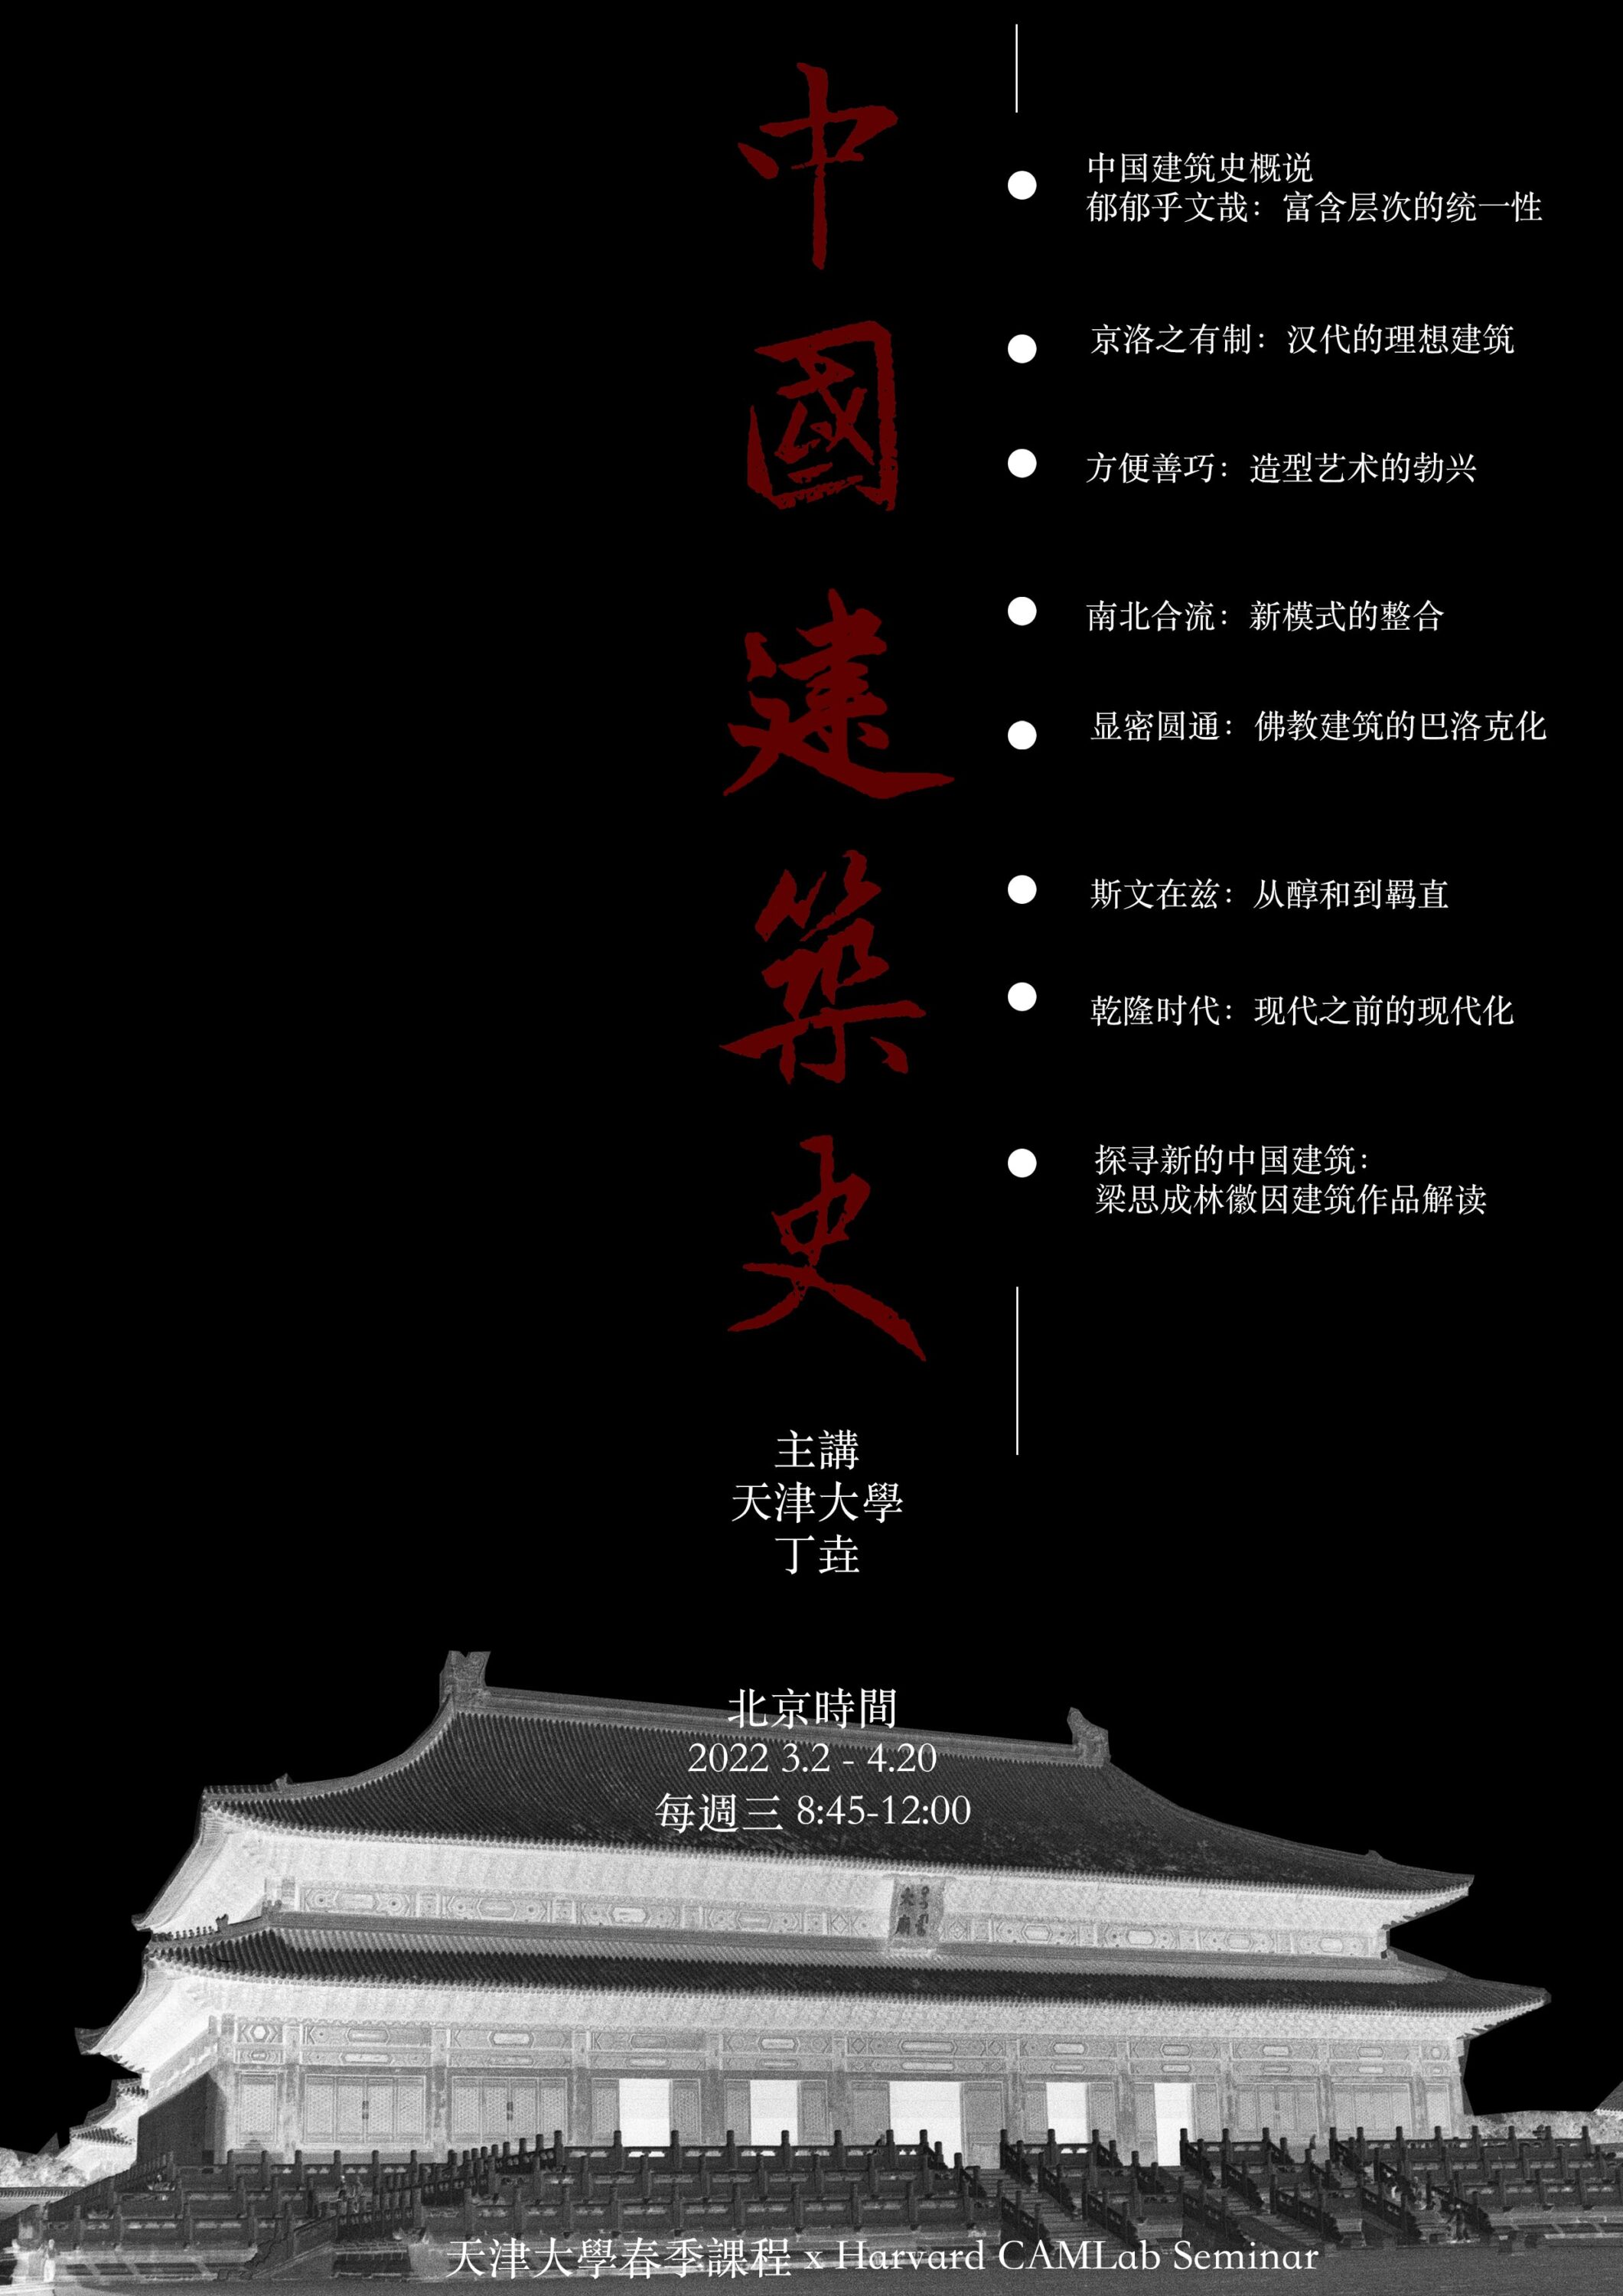 中國建築史
中国建筑史概说
郁郁乎文哉：富含层次的统一性
京洛之有制：汉代的理想建筑
方便善巧：造型艺术的勃兴
南北合流：新模式的整合
显密圆通：佛教建筑的巴洛克化
斯文在兹：从醇和到羁直
乾隆时代：现代之前的现代化
探寻新的中国建筑：
梁思成林徽因建筑作品解读
主講
天津大學
丁垚
北京時間
2022 3.2 - 4.20
每週三 8:45-12:00
太廟
天津大學春季課程 x Harvard CAMLab Seminar